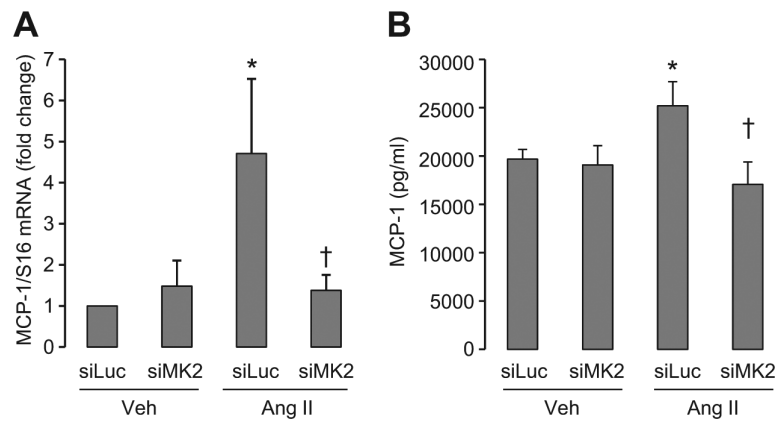 A
MCP-1/S16 mRNA (fold change)
7
6
5
4
3
2
1
0
*
†
siLuc siMK2 siLuc siMK2
Veh Ang II
B
MCP-1 (pg/ml)
30000
25000
20000
15000
10000
5000
0
*
†
siLuc siMK2 siLuc siMK2
Veh Ang II